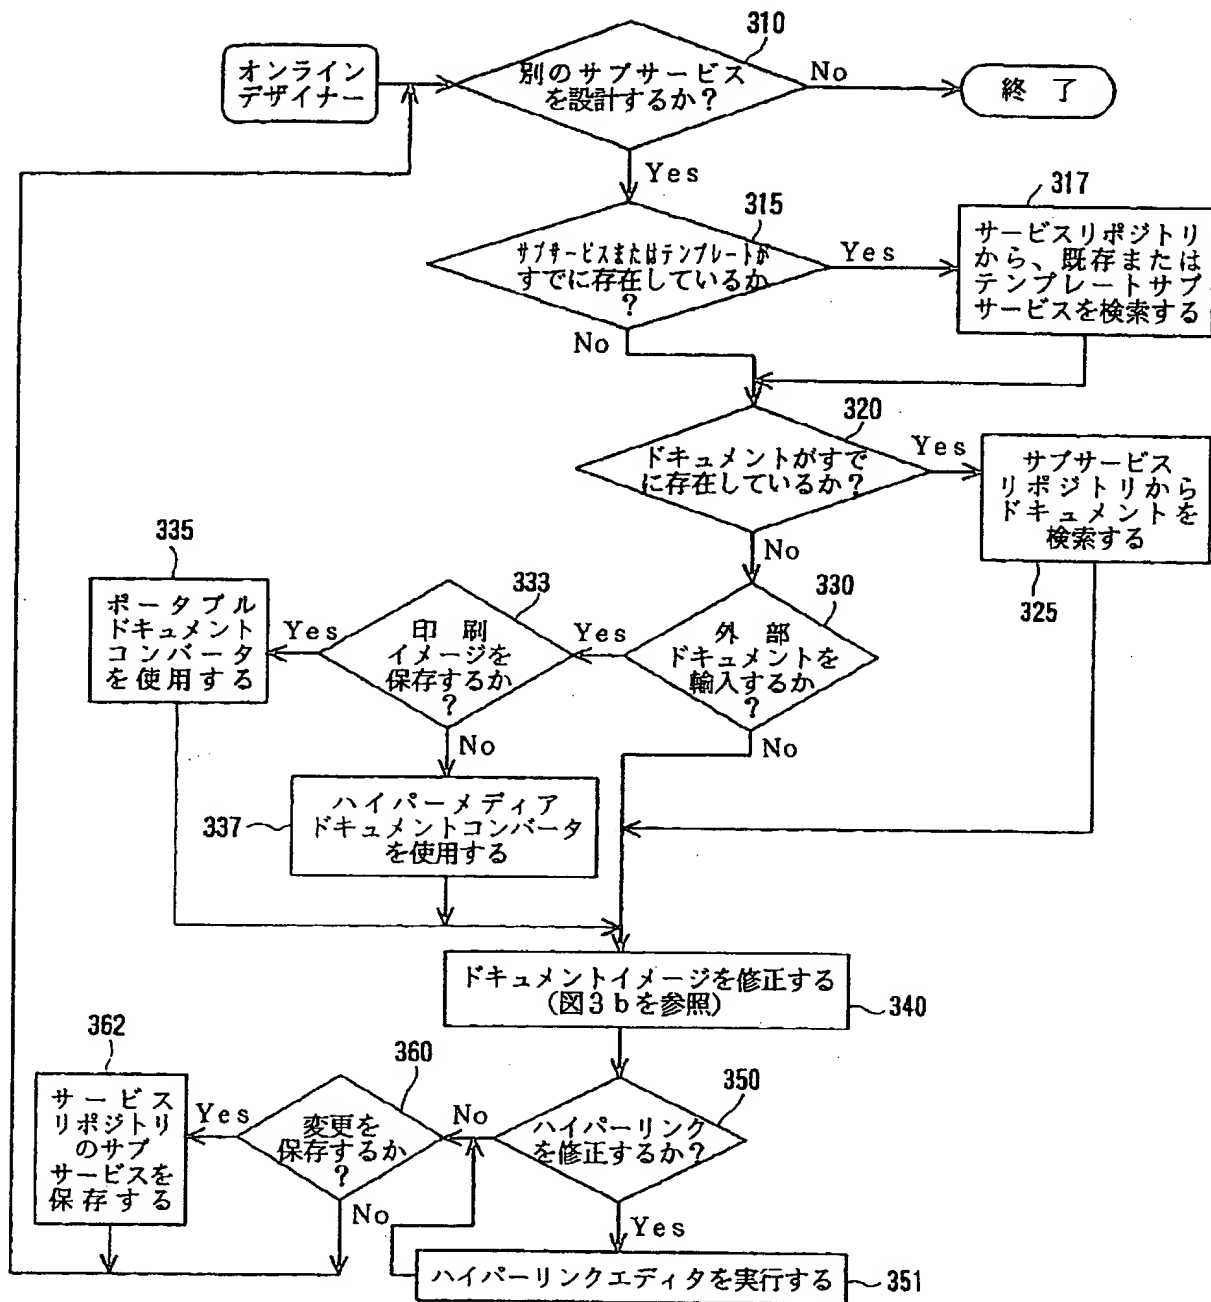 310
オンライン
デザイナー
別のサブサービス
を設計するか？
No
終了
Yes
315
サブサービスまたはテンプレートが
すでに存在しているか
？
Yes
317
サービスリポジトリ
から、既存または
テンプレートサブ
サービスを検索する
No
320
ドキュメントがすで
に存在しているか？
Yes
サブサービス
リポジトリから
ドキュメントを
検索する
325
No
335
ポータブル
ドキュメント
コンバータ
を使用する
Yes
333
印刷
イメージを
保存するか
？
Yes
330
外部
ドキュメントを
輸入するか
？
No
No
337
ハイパーメディア
ドキュメントコンバータ
を使用する
ドキュメントイメージを修正する
(図3bを参照)
340
362
サービス
リポジトリ
のサブ
サービスを
保存する
Yes
360
変更を
保存するか
？
No
350
ハイパーリンク
を修正するか？
No
Yes
ハイパーリンクエディタを実行する
351